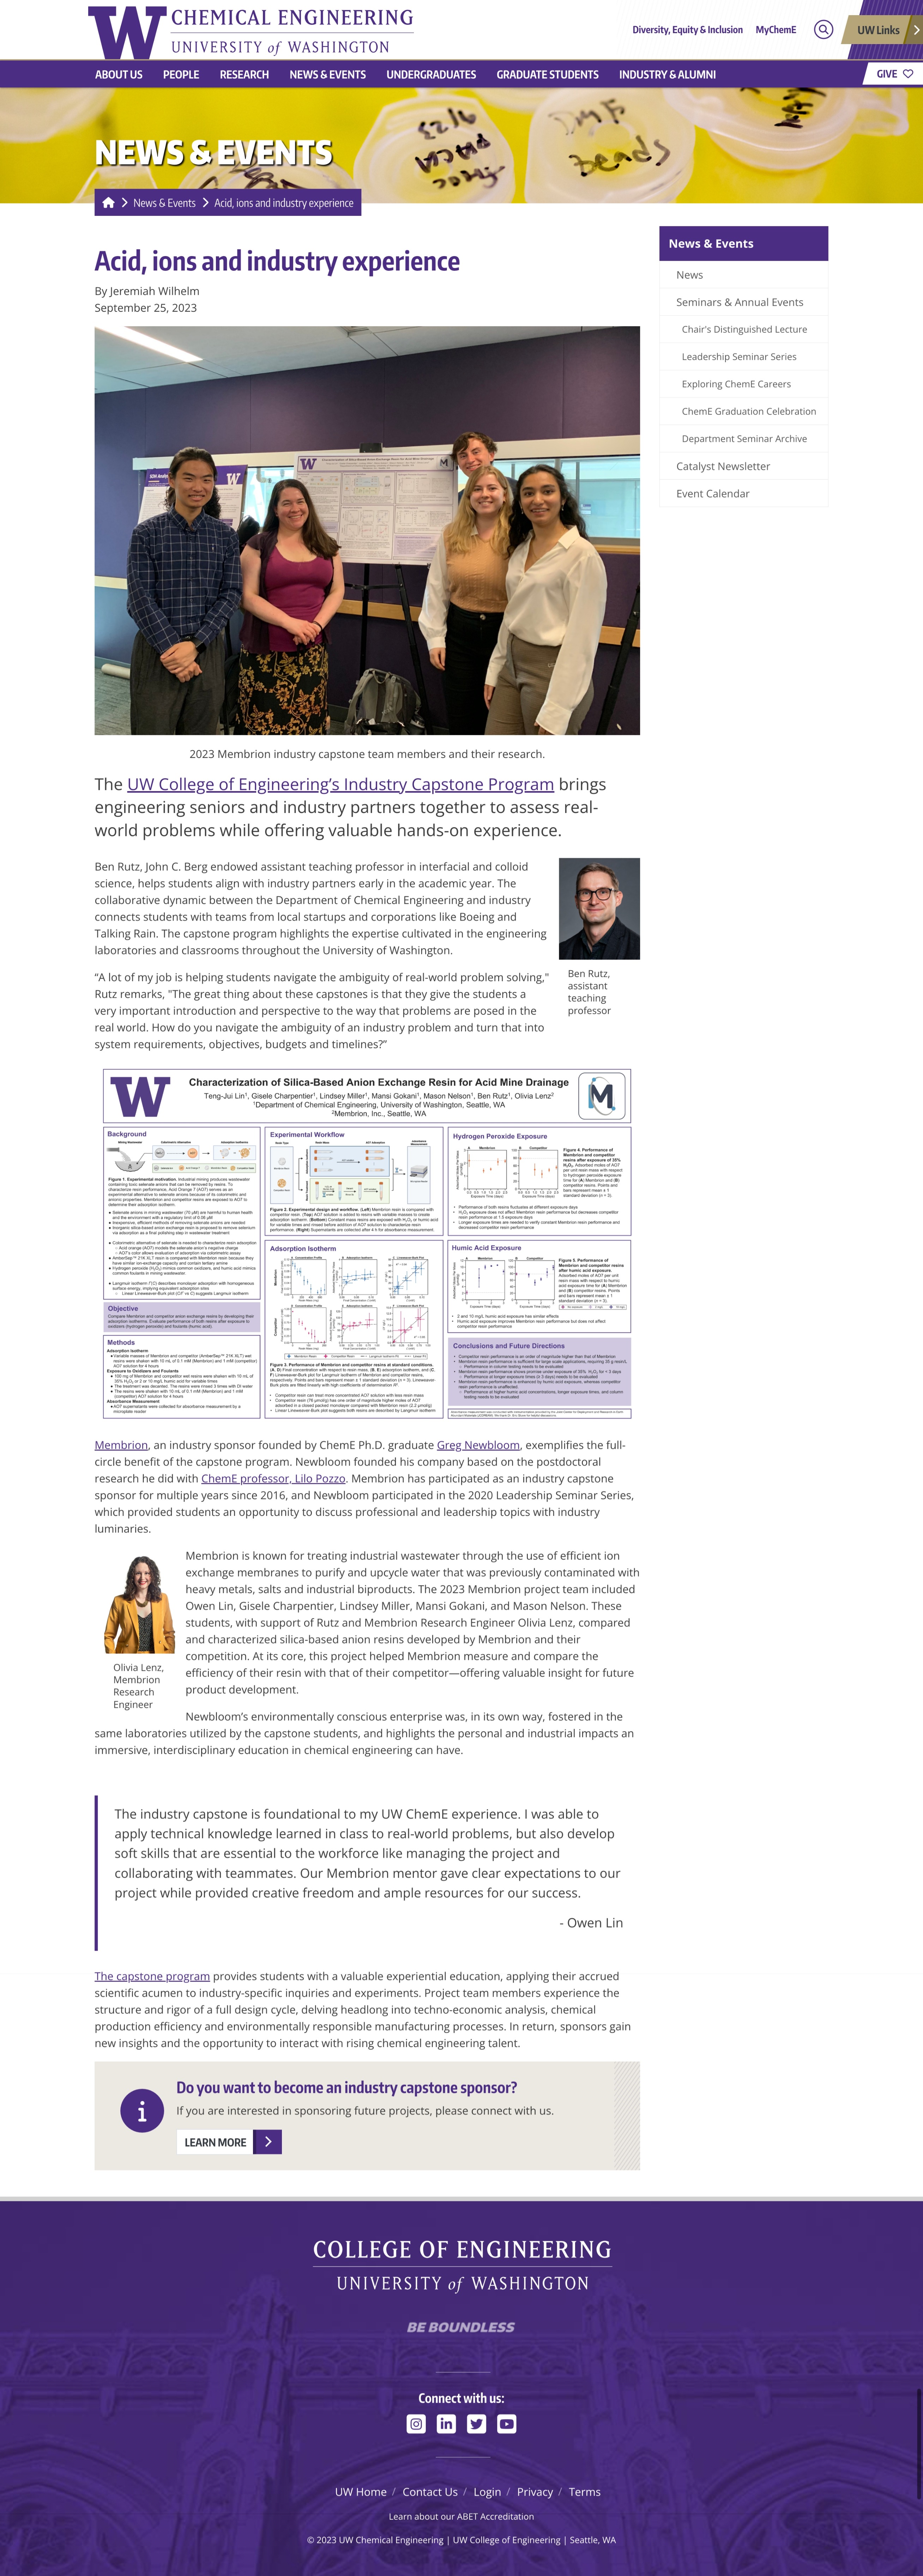 CHEMICAL ENGINEERING
UNIVERSITY of WASHINGTON
Diversity, Equity & Inclusion
MyChemE
UW Links
ABOUT US
PEOPLE
RESEARCH
NEWS & EVENTS
UNDERGRADUATES
GRADUATE STUDENTS
INDUSTRY & ALUMNI
GIVE
DMF
beads
NEWS & EVENTS
News & Events
Acid, ions and industry experience
News & Events
News
Seminars & Annual Events
Chair's Distinguished Lecture
Leadership Seminar Series
Exploring ChemE Careers
ChemE Graduation Celebration
Department Seminar Archive
Catalyst Newsletter
Event Calendar
Acid, ions and industry experience
By Jeremiah Wilhelm
September 25, 2023
2023 Membrion industry capstone team members and their research.
The UW College of Engineering's Industry Capstone Program brings
engineering seniors and industry partners together to assess real-
world problems while offering valuable hands-on experience.
Ben Rutz, John C. Berg endowed assistant teaching professor in interfacial and colloid
science, helps students align with industry partners early in the academic year. The
collaborative dynamic between the Department of Chemical Engineering and industry
connects students with teams from local startups and corporations like Boeing and
Talking Rain. The capstone program highlights the expertise cultivated in the engineering
laboratories and classrooms throughout the University of Washington.
Ben Rutz,
assistant
teaching
professor
“A lot of my job is helping students navigate the ambiguity of real-world problem solving,"
Rutz remarks, "The great thing about these capstones is that they give the students a
very important introduction and perspective to the way that problems are posed in the
real world. How do you navigate the ambiguity of an industry problem and turn that into
system requirements, objectives, budgets and timelines?”
Characterization of Silica-Based Anion Exchange Resin for Acid Mine Drainage
Teng-Jui Lin¹, Gisele Charpentier¹, Lindsey Miller¹, Mansi Gokani¹, Mason Nelson¹, Ben Rutz¹, Olivia Lenz²
¹Department of Chemical Engineering, University of Washington, Seattle, WA
²Membrion, Inc., Seattle, WA
Background
Experimental Workflow
Hydrogen Peroxide Exposure
Adsorption Isotherm
Humic Acid Exposure
Objective
Methods
Conclusions and Future Directions
Membrion, an industry sponsor founded by ChemE Ph.D. graduate Greg Newbloom, exemplifies the full-
circle benefit of the capstone program. Newbloom founded his company based on the postdoctoral
research he did with ChemE professor, Lilo Pozzo. Membrion has participated as an industry capstone
sponsor for multiple years since 2016, and Newbloom participated in the 2020 Leadership Seminar Series,
which provided students an opportunity to discuss professional and leadership topics with industry
luminaries.
Membrion is known for treating industrial wastewater through the use of efficient ion
exchange membranes to purify and upcycle water that was previously contaminated with
heavy metals, salts and industrial biproducts. The 2023 Membrion project team included
Owen Lin, Gisele Charpentier, Lindsey Miller, Mansi Gokani, and Mason Nelson. These
students, with support of Rutz and Membrion Research Engineer Olivia Lenz, compared
and characterized silica-based anion resins developed by Membrion and their
competition. At its core, this project helped Membrion measure and compare the
efficiency of their resin with that of their competitor—offering valuable insight for future
product development.
Olivia Lenz,
Membrion
Research
Engineer
Newbloom's environmentally conscious enterprise was, in its own way, fostered in the
same laboratories utilized by the capstone students, and highlights the personal and industrial impacts an
immersive, interdisciplinary education in chemical engineering can have.
The industry capstone is foundational to my UW ChemE experience. I was able to
apply technical knowledge learned in class to real-world problems, but also develop
soft skills that are essential to the workforce like managing the project and
collaborating with teammates. Our Membrion mentor gave clear expectations to our
project while provided creative freedom and ample resources for our success.
- Owen Lin
The capstone program provides students with a valuable experiential education, applying their accrued
scientific acumen to industry-specific inquiries and experiments. Project team members experience the
structure and rigor of a full design cycle, delving headlong into techno-economic analysis, chemical
production efficiency and environmentally responsible manufacturing processes. In return, sponsors gain
new insights and the opportunity to interact with rising chemical engineering talent.
Do you want to become an industry capstone sponsor?
If you are interested in sponsoring future projects, please connect with us.
LEARN MORE
COLLEGE OF ENGINEERING
UNIVERSITY of WASHINGTON
BE BOUNDLESS
Connect with us:
UW Home / Contact Us / Login / Privacy / Terms
Learn about our ABET Accreditation
© 2023 UW Chemical Engineering | UW College of Engineering | Seattle, WA